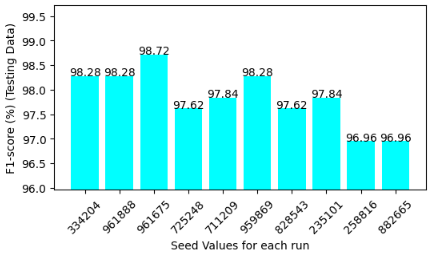 F1-score (%) (Testing Data)
99.5
99.0
98.5
98.0
97.5
97.0
96.5
96.0
98.28 98.28 98.72 97.62 97.84 98.28 97.62 97.84 96.96 96.96
334204 961888 961675 725248 711209 959869 828543 235101 258816 882665
Seed Values for each run